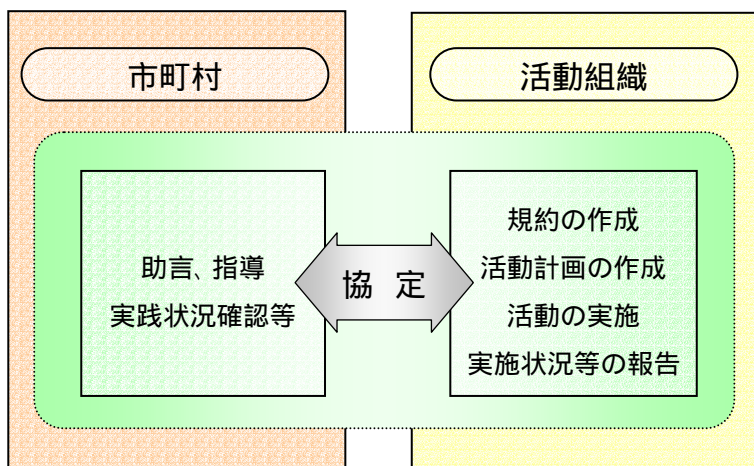 市町村
活動組織
助言、指導
実践状況確認等
協 定
規約の作成
活動計画の作成
活動の実施
実施状況等の報告